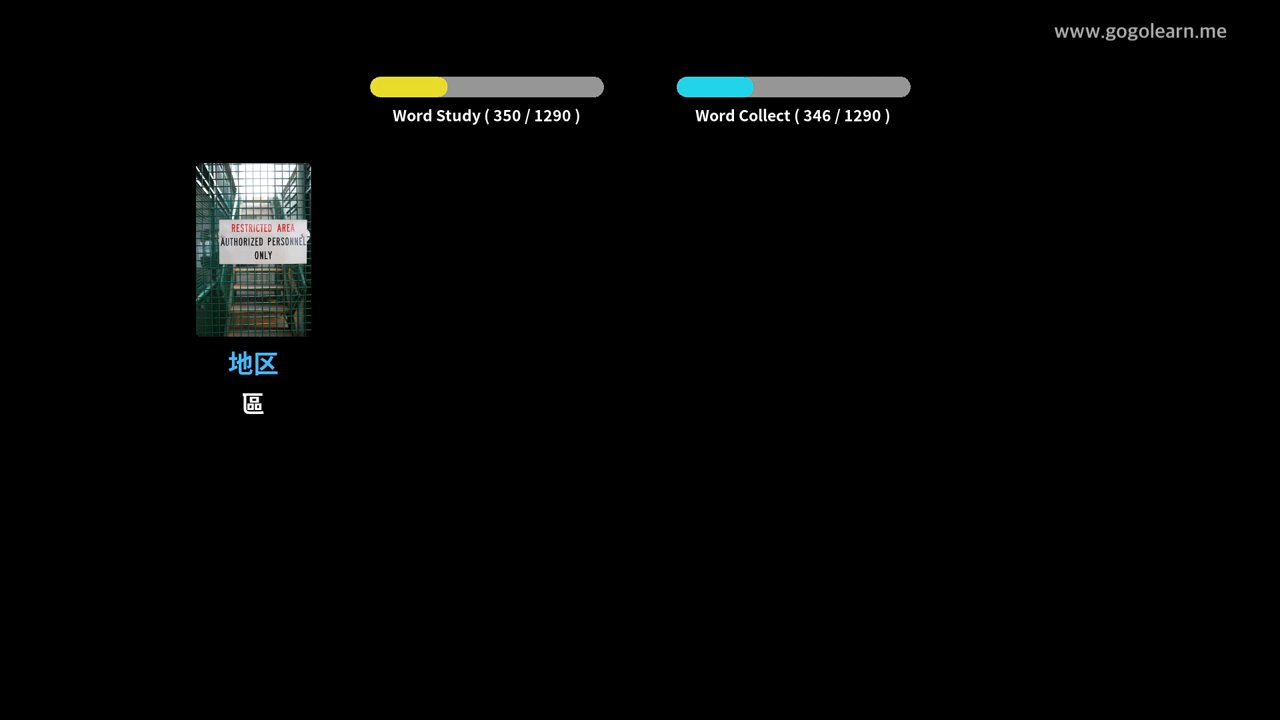 www.gogolearn.me
Word Study ( 350 / 1290 )
Word Collect ( 346 / 1290 )
RESTRICTED AREA
AUTHORIZED PERSONNEL
ONLY
地区
區